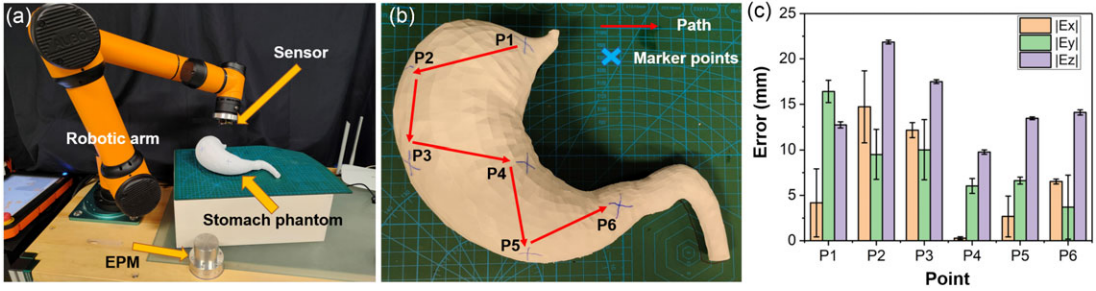 (a)
Sensor
Robotic arm
Stomach phantom
EPM
(b)
P1
P2
Path
Marker points
P3
P4
P5
P6
(c)
|Ex|
|Ey|
|Ez|
Error (mm)
25
20
15
10
5
0
P1 P2 P3 P4 P5 P6
Point